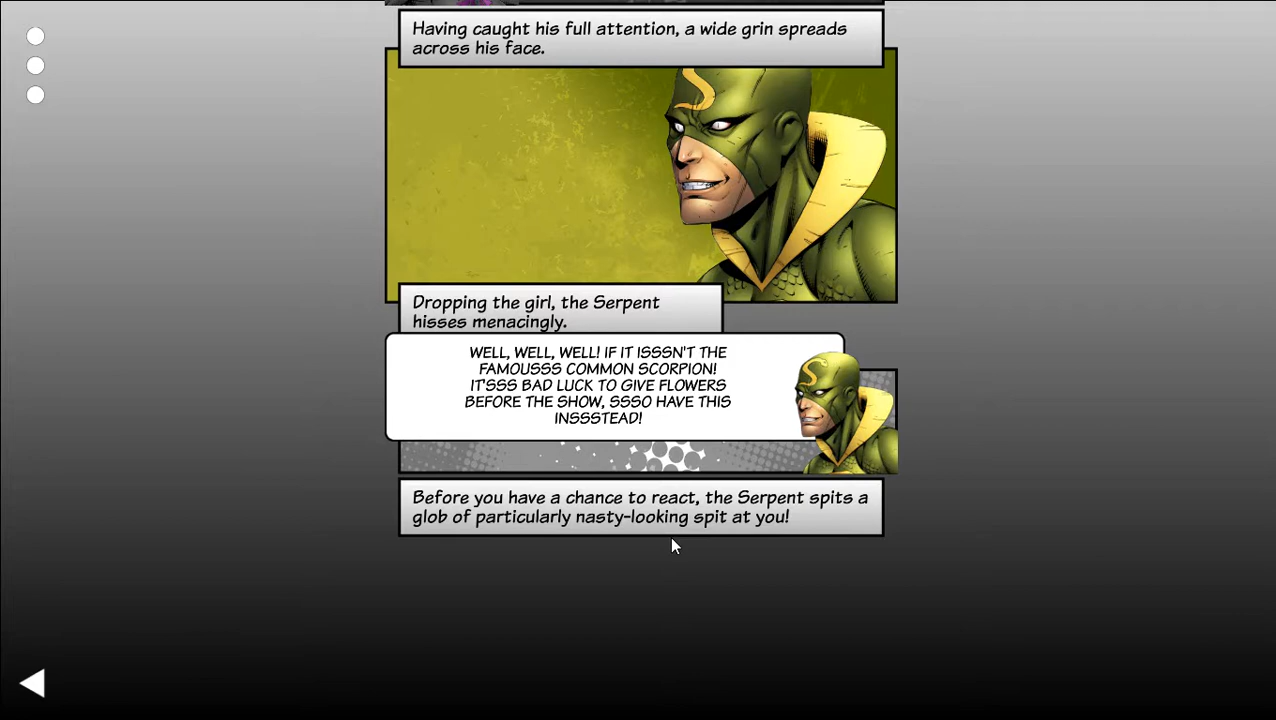 Having caught his full attention, a wide grin spreads
across his face.
S
Dropping the girl, the Serpent
hisses menacingly.
WELL, WELL, WELL! IF IT ISSSN'T THE
FAMOUSSS COMMON SCORPION!
IT'SSS BAD LUCK TO GIVE FLOWERS
BEFORE THE SHOW, SSSO HAVE THIS
INSSSTEAD!
S
Before you have a chance to react, the Serpent spits a
glob of particularly nasty-looking spit at you!